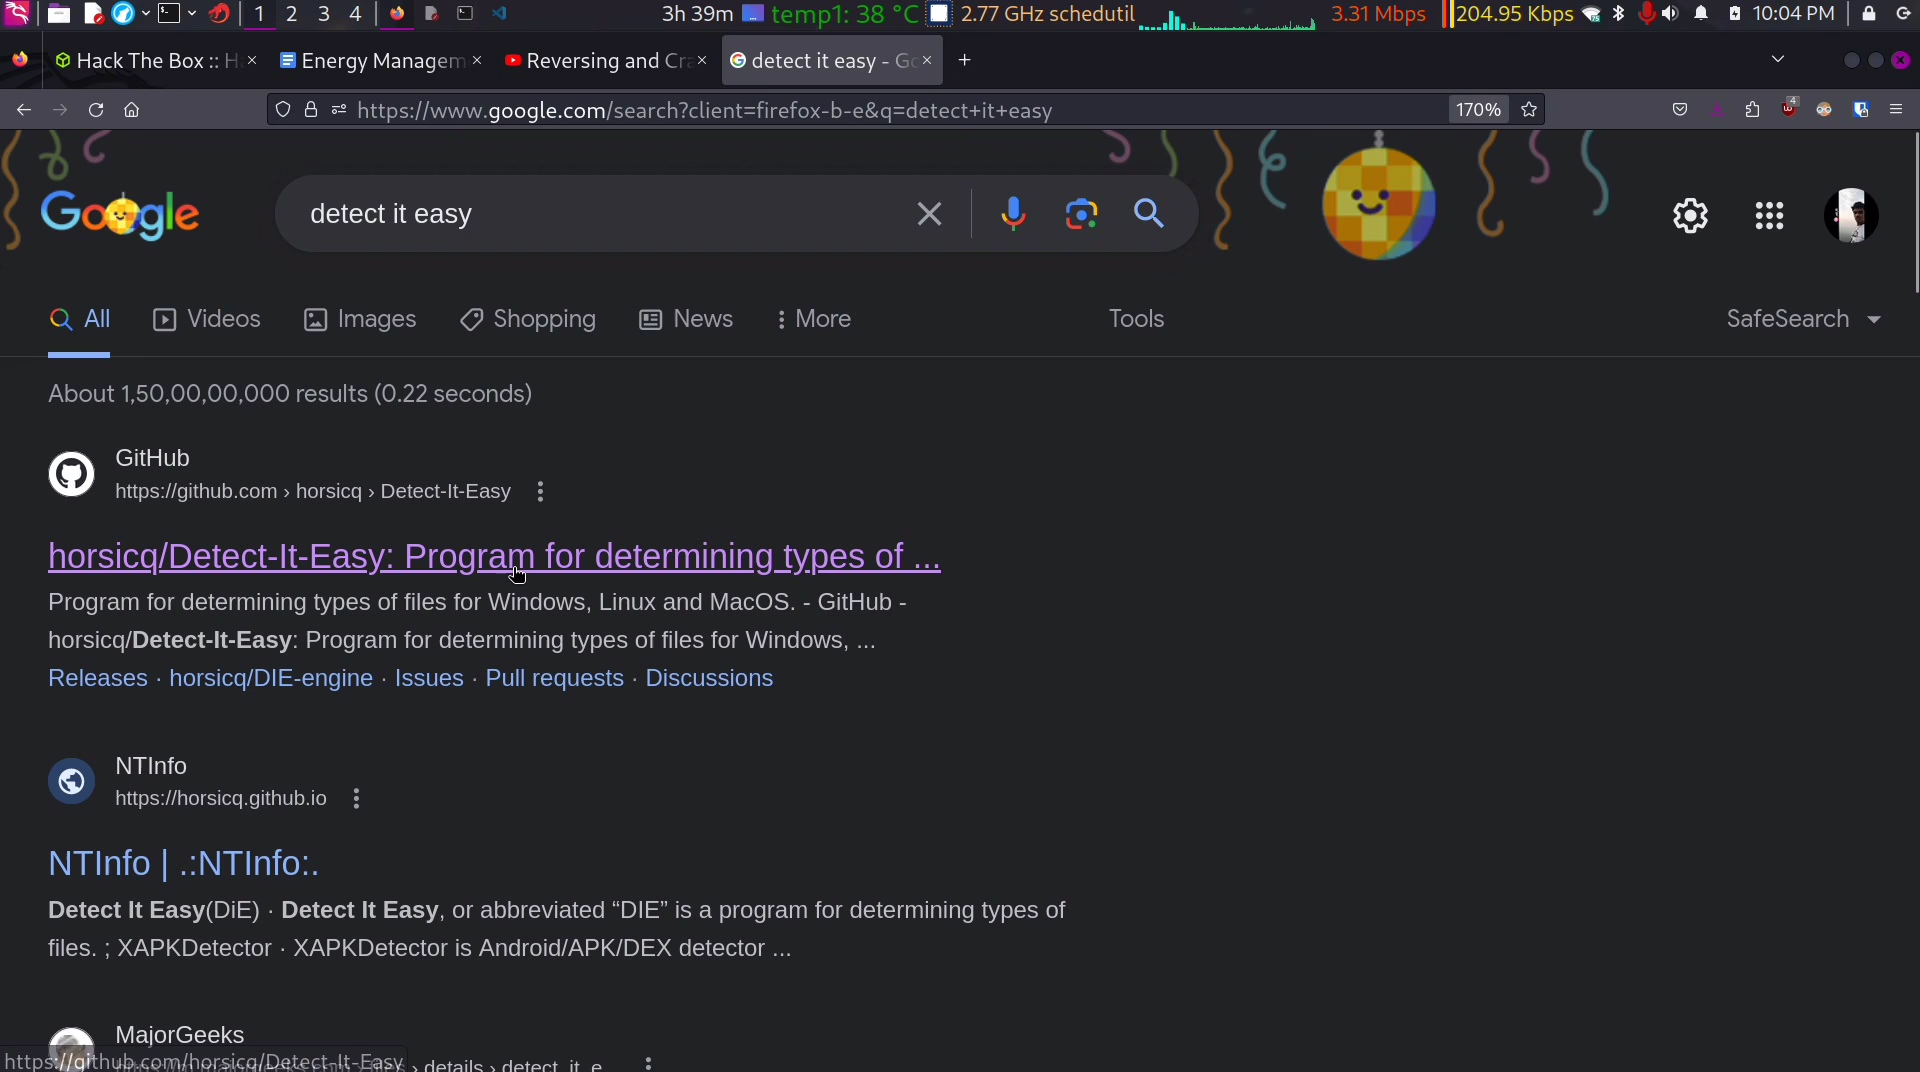 1 2 3 4 3h 39m temp1: 38 °C 2.77 GHz schedutil 3.31 Mbps 204.95 Kbps 10:04 PM
Hack The Box :: H Energy Managem Reversing and Cra detect it easy - Go
https://www.google.com/search?client=firefox-b-e&q=detect+it+easy 170% 4
Google detect it easy
All Videos Images Shopping News More Tools SafeSearch
About 1,50,00,00,000 results (0.22 seconds)
GitHub
https://github.com › horsicq › Detect-It-Easy
horsicq/Detect-It-Easy: Program for determining types of ...
Program for determining types of files for Windows, Linux and MacOS. - GitHub -
horsicq/Detect-It-Easy: Program for determining types of files for Windows, ...
Releases · horsicq/DIE-engine · Issues · Pull requests · Discussions
NTInfo
https://horsicq.github.io
NTInfo | .:NTInfo:.
Detect It Easy(DiE) · Detect It Easy, or abbreviated “DIE” is a program for determining types of
files. ; XAPKDetector · XAPKDetector is Android/APK/DEX detector ...
MajorGeeks
https://github.com/horsicq/Detect-It-Easy › details › detect_it_e...